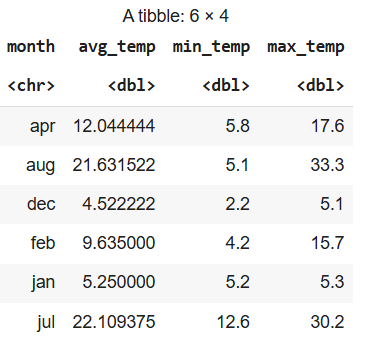 A tibble: 6 × 4
month avg_temp min_temp max_temp
<chr> <dbl> <dbl> <dbl>
apr 12.044444 5.8 17.6
aug 21.631522 5.1 33.3
dec 4.522222 2.2 5.1
feb 9.635000 4.2 15.7
jan 5.250000 5.2 5.3
jul 22.109375 12.6 30.2